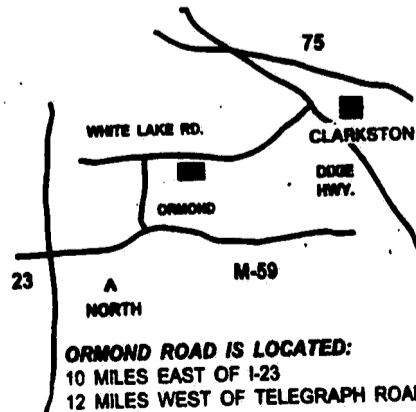 75
WHITE LAKE RD.
CLARKSTON
DIXIE
HWY.
ORMOND
23
M-59
NORTH
ORMOND ROAD IS LOCATED:
10 MILES EAST OF I-23
12 MILES WEST OF TELEGRAPH ROAD